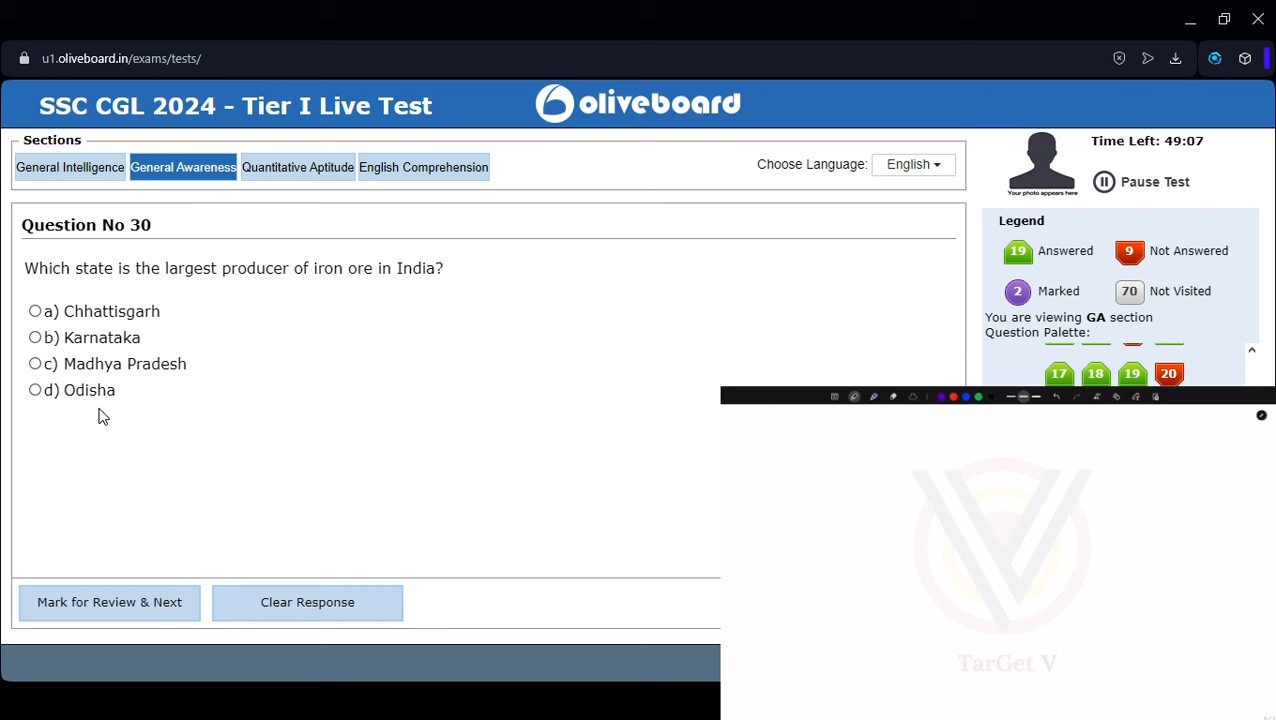 u1.oliveboard.in/exams/tests/
SSC CGL 2024 - Tier I Live Test
oliveboard
Sections
General Intelligence
General Awareness
Quantitative Aptitude
English Comprehension
Choose Language:
English
Your photo appears here
Time Left: 49:07
Pause Test
Question No 30
Which state is the largest producer of iron ore in India?
a) Chhattisgarh
b) Karnataka
c) Madhya Pradesh
d) Odisha
Mark for Review & Next
Clear Response
Legend
19 Answered
9 Not Answered
2 Marked
70 Not Visited
You are viewing GA section
Question Palette:
17 18 19 20
TarGet V